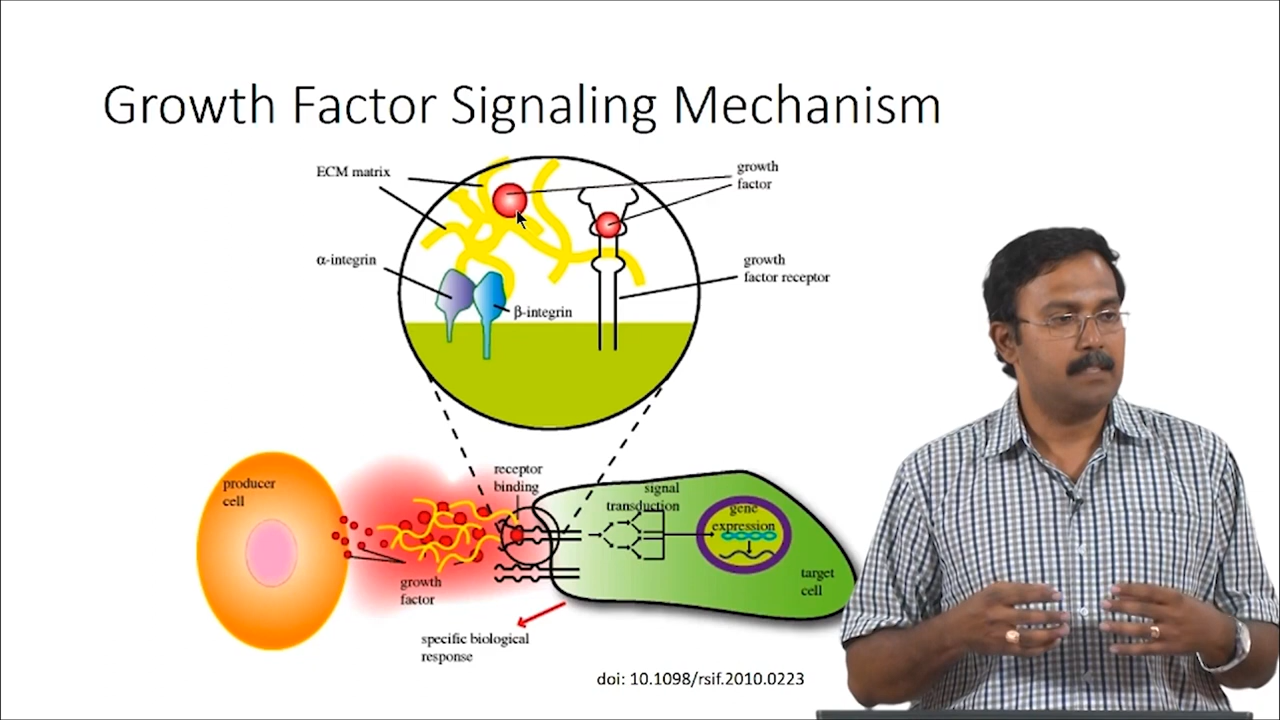 Growth Factor Signaling Mechanism
ECM matrix
growth
factor
α-integrin
growth
factor receptor
β-integrin
receptor
binding
producer
cell
signal
transduction
gene
expression
target
cell
growth
factor
specific biological
response
doi: 10.1098/rsif.2010.0223